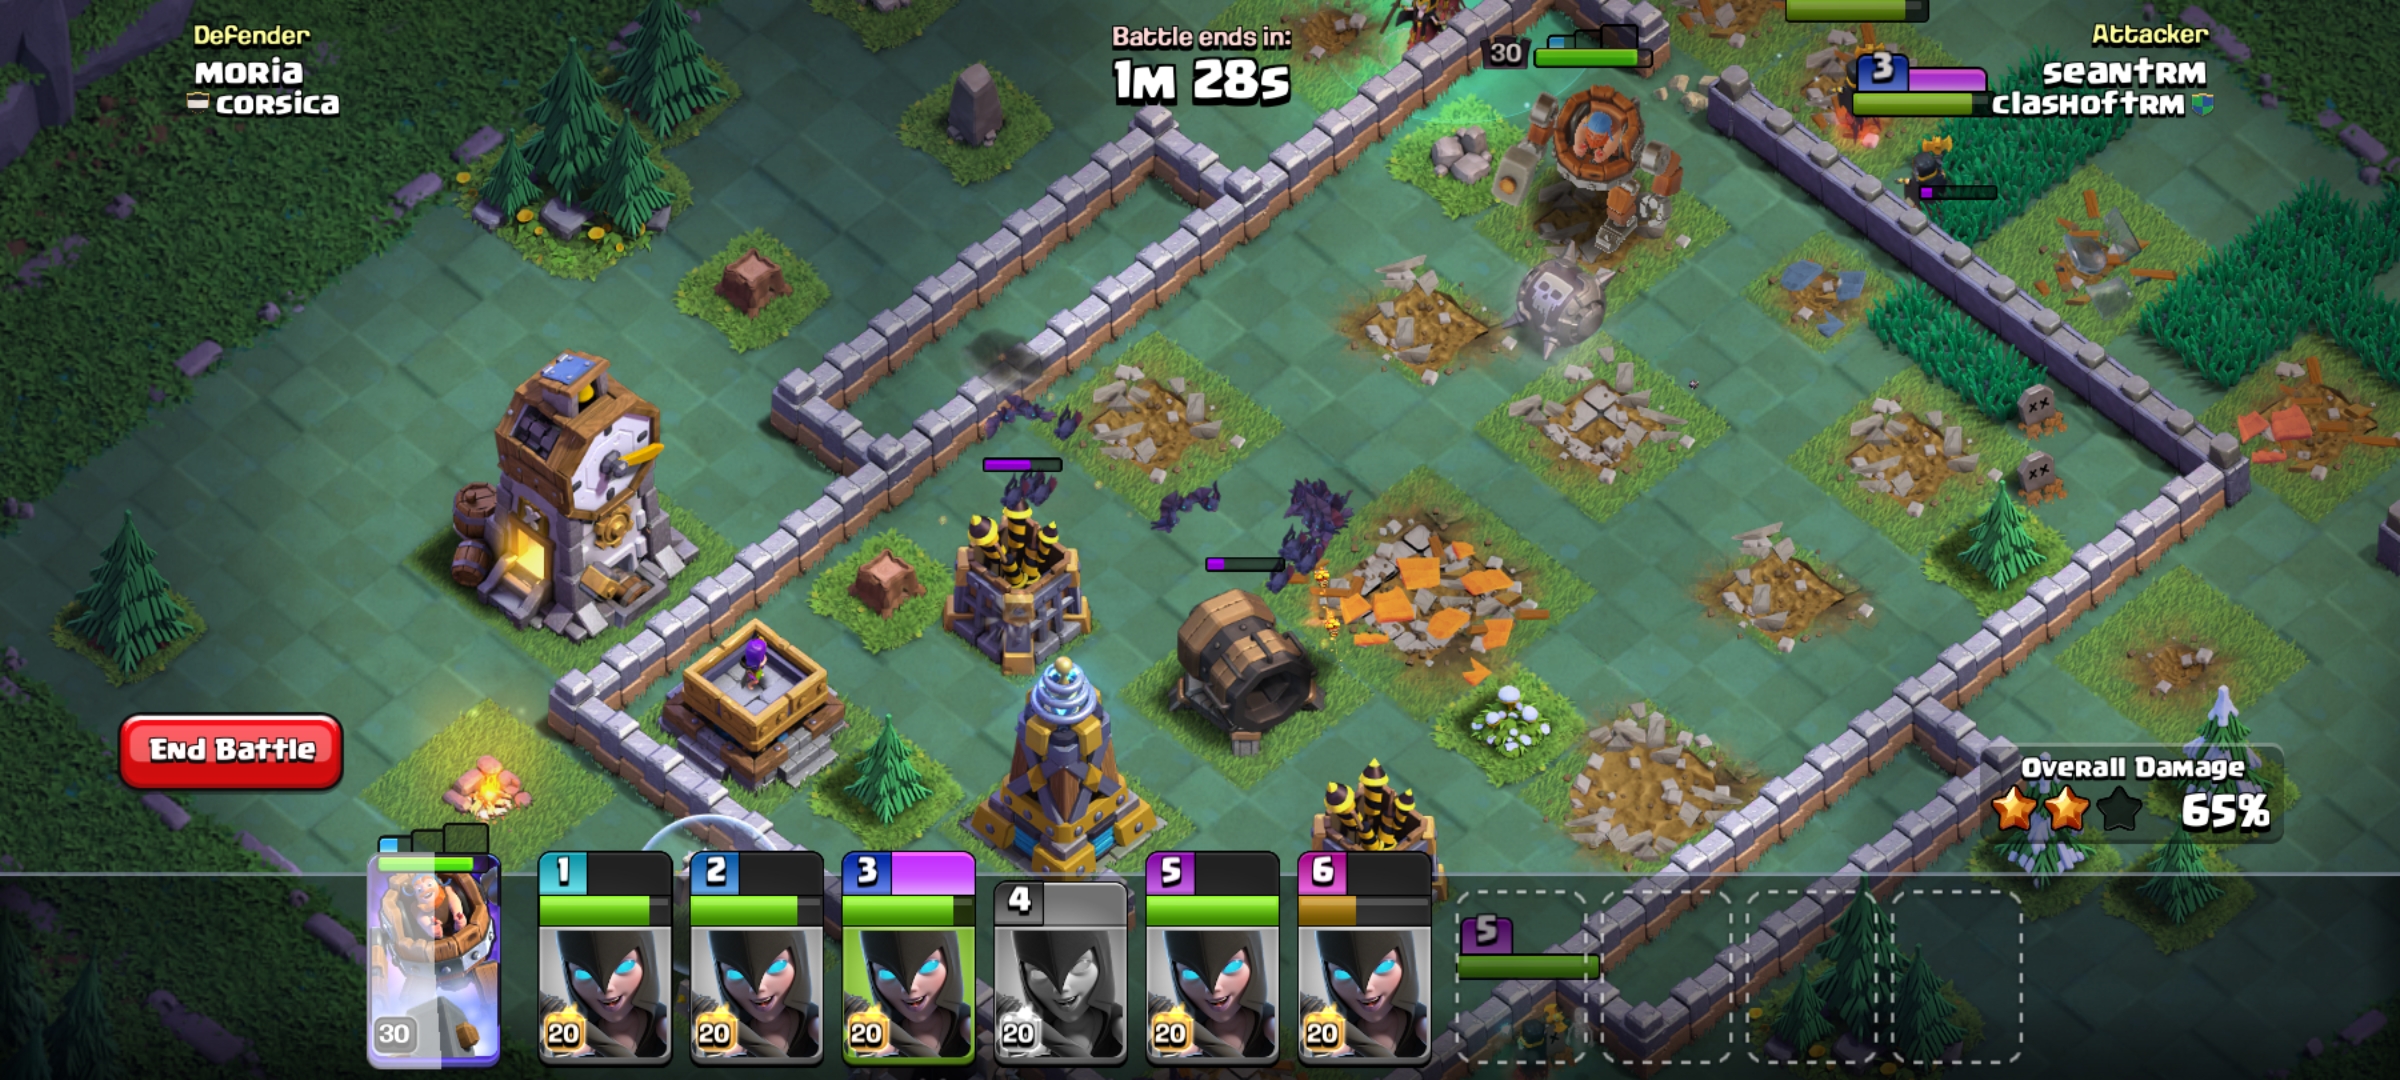 Defender
MORia
CORSICA
Battle ends in:
1M 28s
30
Attacker
3
seantRM
clashoftRM
End Battle
Overall Damage
65%
1
2
3
4
5
6
5
30
20
20
20
20
20
20